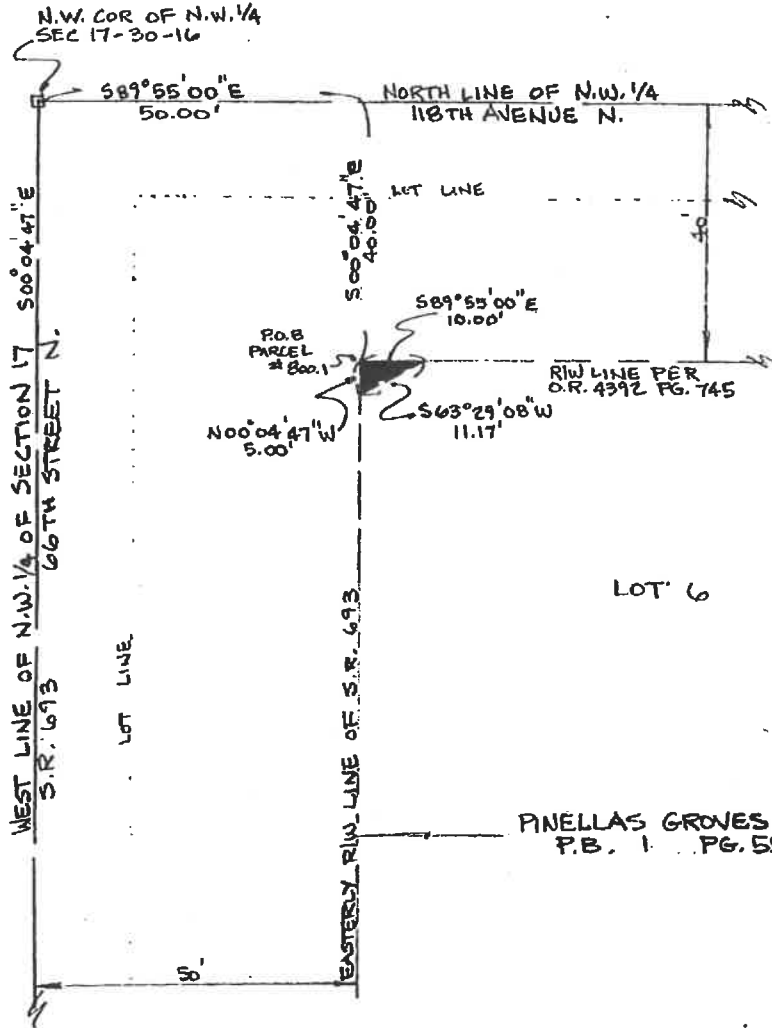 N.W. COR OF N.W. 1/4
SEC 17-30-16
S89°55'00"E
50.00'
NORTH LINE OF N.W. 1/4
118TH AVENUE N.
LOT LINE
S00°04'47"E
40.00'
40'
S89°55'00"E
10.00'
P.O.B
PARCEL
# 800.1
R/W LINE PER
O.R. 4392 PG. 745
N00°04'47"W
5.00'
S63°29'08"W
11.17'
WEST LINE OF N.W. 1/4 OF SECTION 17 S00°04'47"E
66TH STREET N.
S.R. 693
LOT LINE
EASTERLY R/W LINE OF S.R. 693
LOT 6
PINELLAS GROVES
P.B. 1 PG.
50'